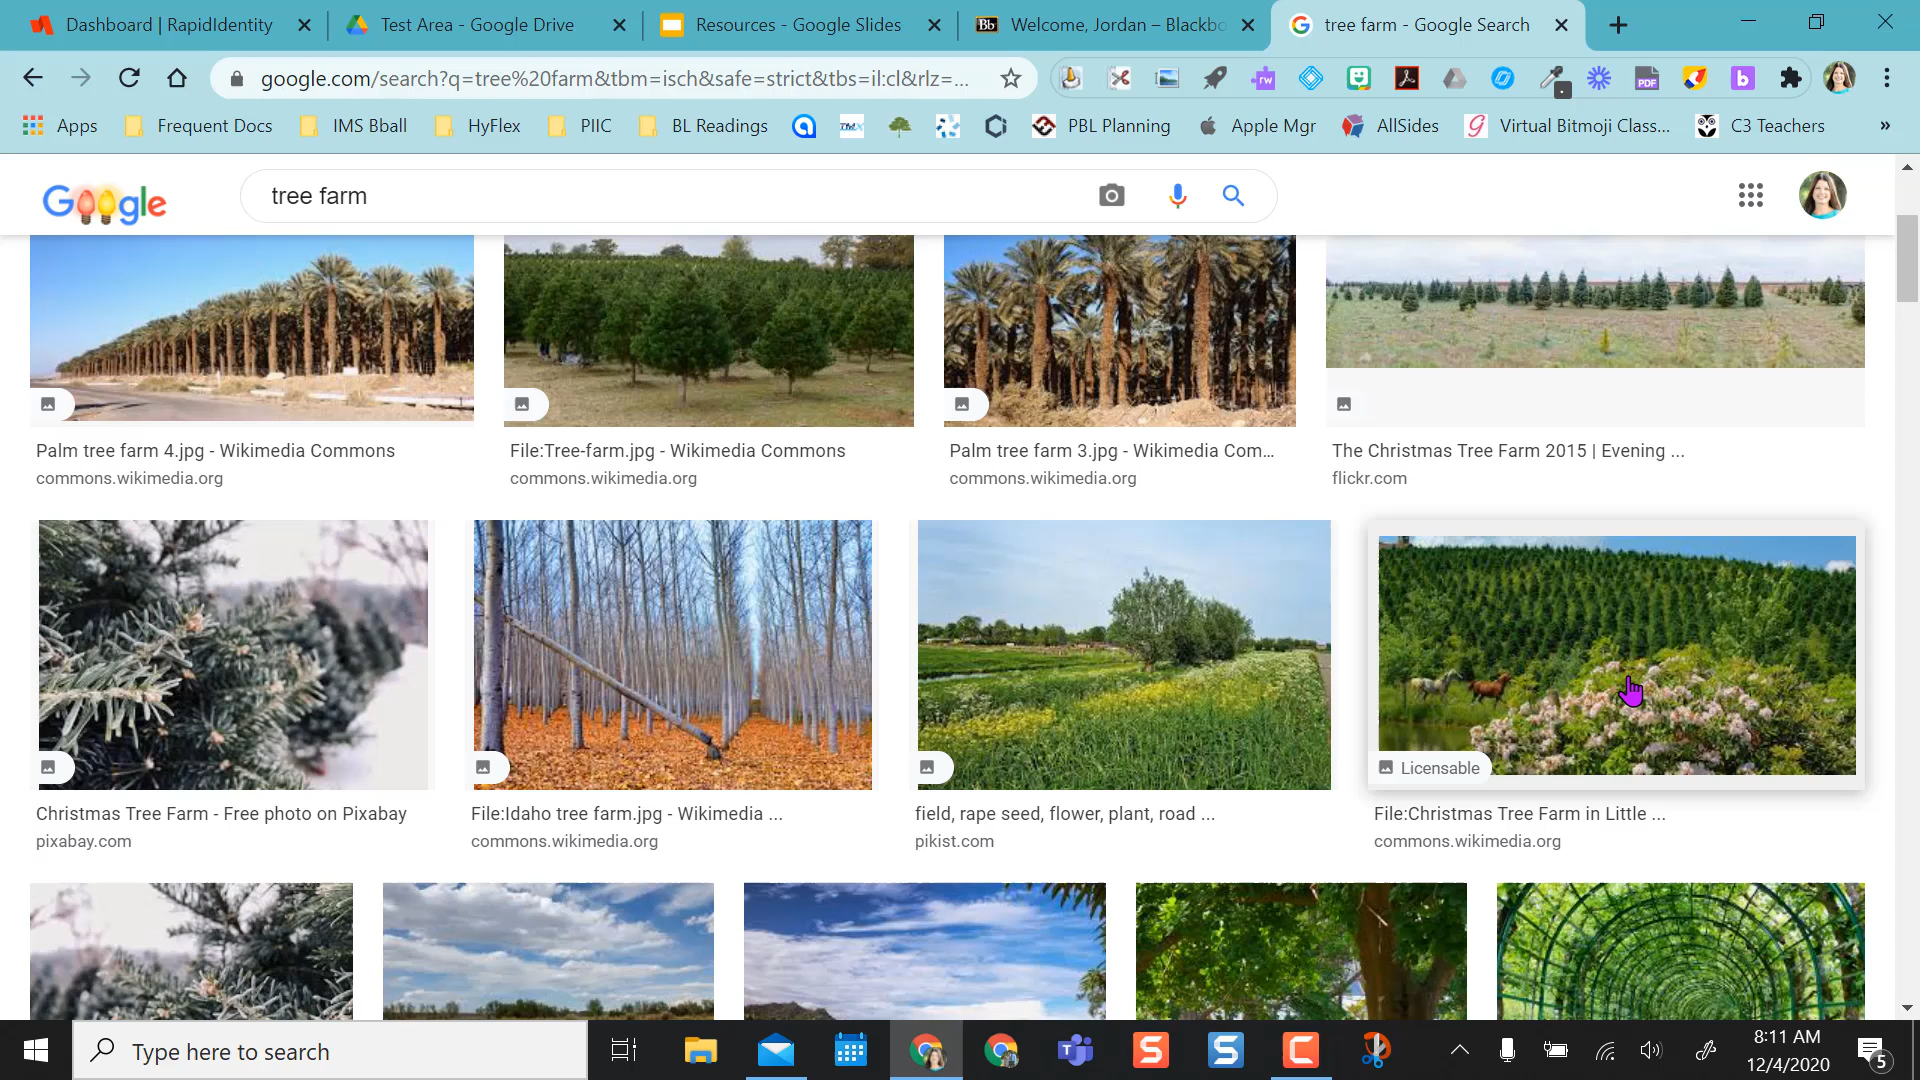 Dashboard | RapidIdentity
Test Area - Google Drive
Resources - Google Slides
Bb Welcome, Jordan – Blackbo
tree farm - Google Search
google.com/search?q=tree%20farm&tbm=isch&safe=strict&tbs=il:cl&rlz=...
rw
PDF
b
Apps
Frequent Docs
IMS Bball
HyFlex
PIIC
BL Readings
PBL Planning
Apple Mgr
AllSides
Virtual Bitmoji Class...
C3 Teachers
»
Google
tree farm
Palm tree farm 4.jpg - Wikimedia Commons
commons.wikimedia.org
File:Tree-farm.jpg - Wikimedia Commons
commons.wikimedia.org
Palm tree farm 3.jpg - Wikimedia Com...
commons.wikimedia.org
The Christmas Tree Farm 2015 | Evening ...
flickr.com
Licensable
Christmas Tree Farm - Free photo on Pixabay
pixabay.com
File:Idaho tree farm.jpg - Wikimedia ...
commons.wikimedia.org
field, rape seed, flower, plant, road ...
pikist.com
File:Christmas Tree Farm in Little ...
commons.wikimedia.org
Type here to search
8:11 AM
12/4/2020
5